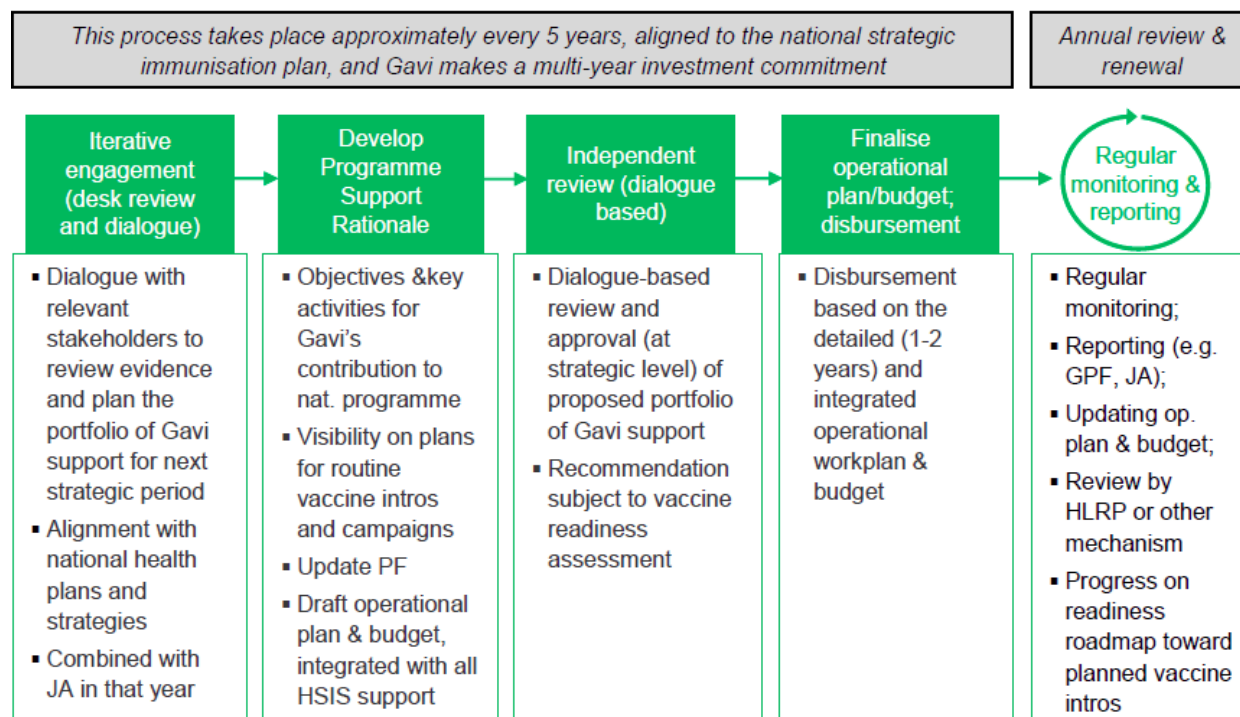 This process takes place approximately every 5 years, aligned to the national strategic
immunisation plan, and Gavi makes a multi-year investment commitment
Annual review &
renewal
Iterative
engagement
(desk review
and dialogue)
Develop
Programme
Support
Rationale
Independent
review (dialogue
based)
Finalise
operational
plan/budget;
disbursement
Regular
monitoring &
reporting
▪ Dialogue with
relevant
stakeholders to
review evidence
and plan the
portfolio of Gavi
support for next
strategic period
▪ Alignment with
national health
plans and
strategies
▪ Combined with
JA in that year
▪ Objectives &key
activities for
Gavi's
contribution to
nat. programme
▪ Visibility on plans
for routine
vaccine intros
and campaigns
▪ Update PF
▪ Draft operational
plan & budget,
integrated with all
HSIS support
▪ Dialogue-based
review and
approval (at
strategic level) of
proposed portfolio
of Gavi support
▪ Recommendation
subject to vaccine
readiness
assessment
▪ Disbursement
based on the
detailed (1-2
years) and
integrated
operational
workplan &
budget
▪ Regular
monitoring;
▪ Reporting (e.g.
GPF, JA);
▪ Updating op.
plan & budget;
▪ Review by
HLRP or other
mechanism
▪ Progress on
readiness
roadmap toward
planned vaccine
intros